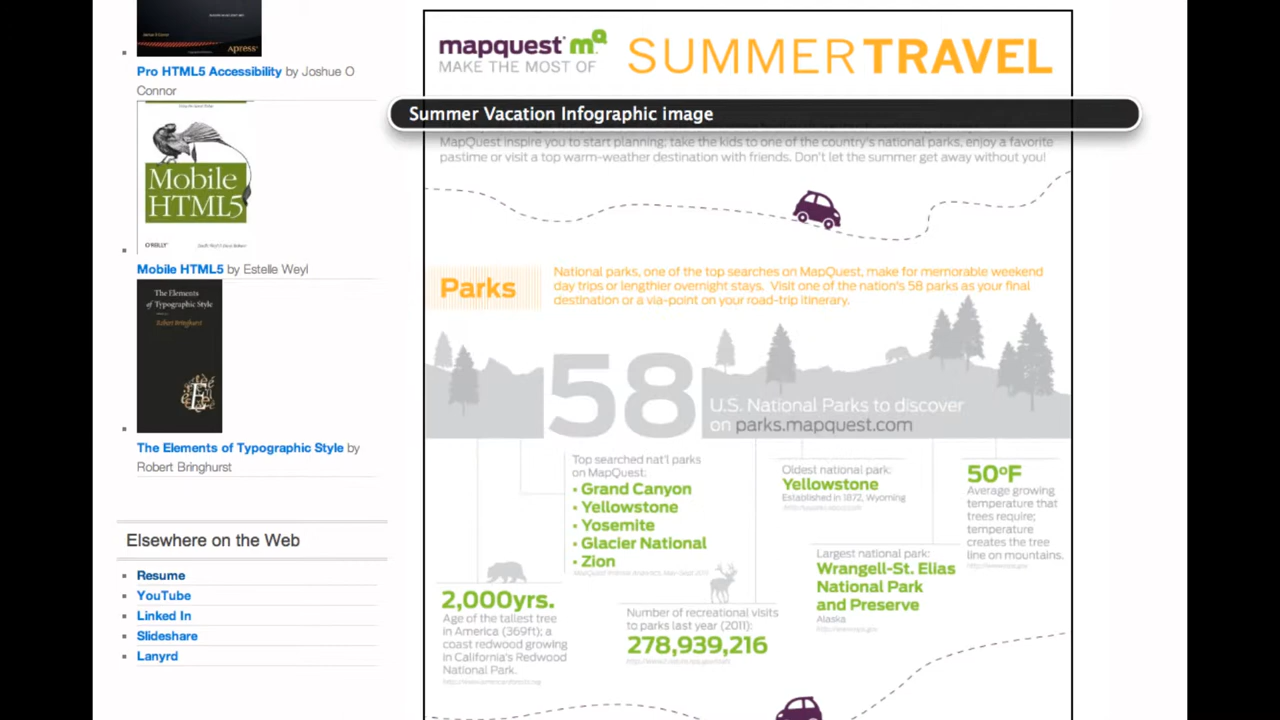 Apress
Pro HTML5 Accessibility by Joshue O
Connor
Mobile
HTML5
O'REILLY
Mobile HTML5 by Estelle Weyl
The Elements
of Typographic Style
Robert Bringhurst
The Elements of Typographic Style by
Robert Bringhurst
Elsewhere on the Web
Resume
YouTube
Linked In
Slideshare
Lanyrd
mapquest mQ
MAKE THE MOST OF
SUMMERTRAVEL
Summer Vacation Infographic image
MapQuest inspire you to start planning, take the kids to one of the country's national parks, enjoy a favorite
pastime or visit a top warm-weather destination with friends. Don't let the summer get away without you!
Parks
National parks, one of the top searches on MapQuest, make for memorable weekend
day trips or lengthier overnight stays. Visit one of the nation's 58 parks as your final
destination or a via-point on your road-trip itinerary.
58
U.S. National Parks to discover
on parks.mapquest.com
Top searched nat'l parks
on MapQuest:
• Grand Canyon
• Yellowstone
• Yosemite
• Glacier National
• Zion
2,000yrs.
Age of the tallest tree
in America (369ft); a
coast redwood growing
in California's Redwood
National Park.
Number of recreational visits
to parks last year (2011):
278,939,216
Oldest national park:
Yellowstone
Established in 1872, Wyoming
Largest national park:
Wrangell-St. Elias
National Park
and Preserve
Alaska
50ºF
Average growing
temperature that
trees require;
temperature
creates the tree
line on mountains.